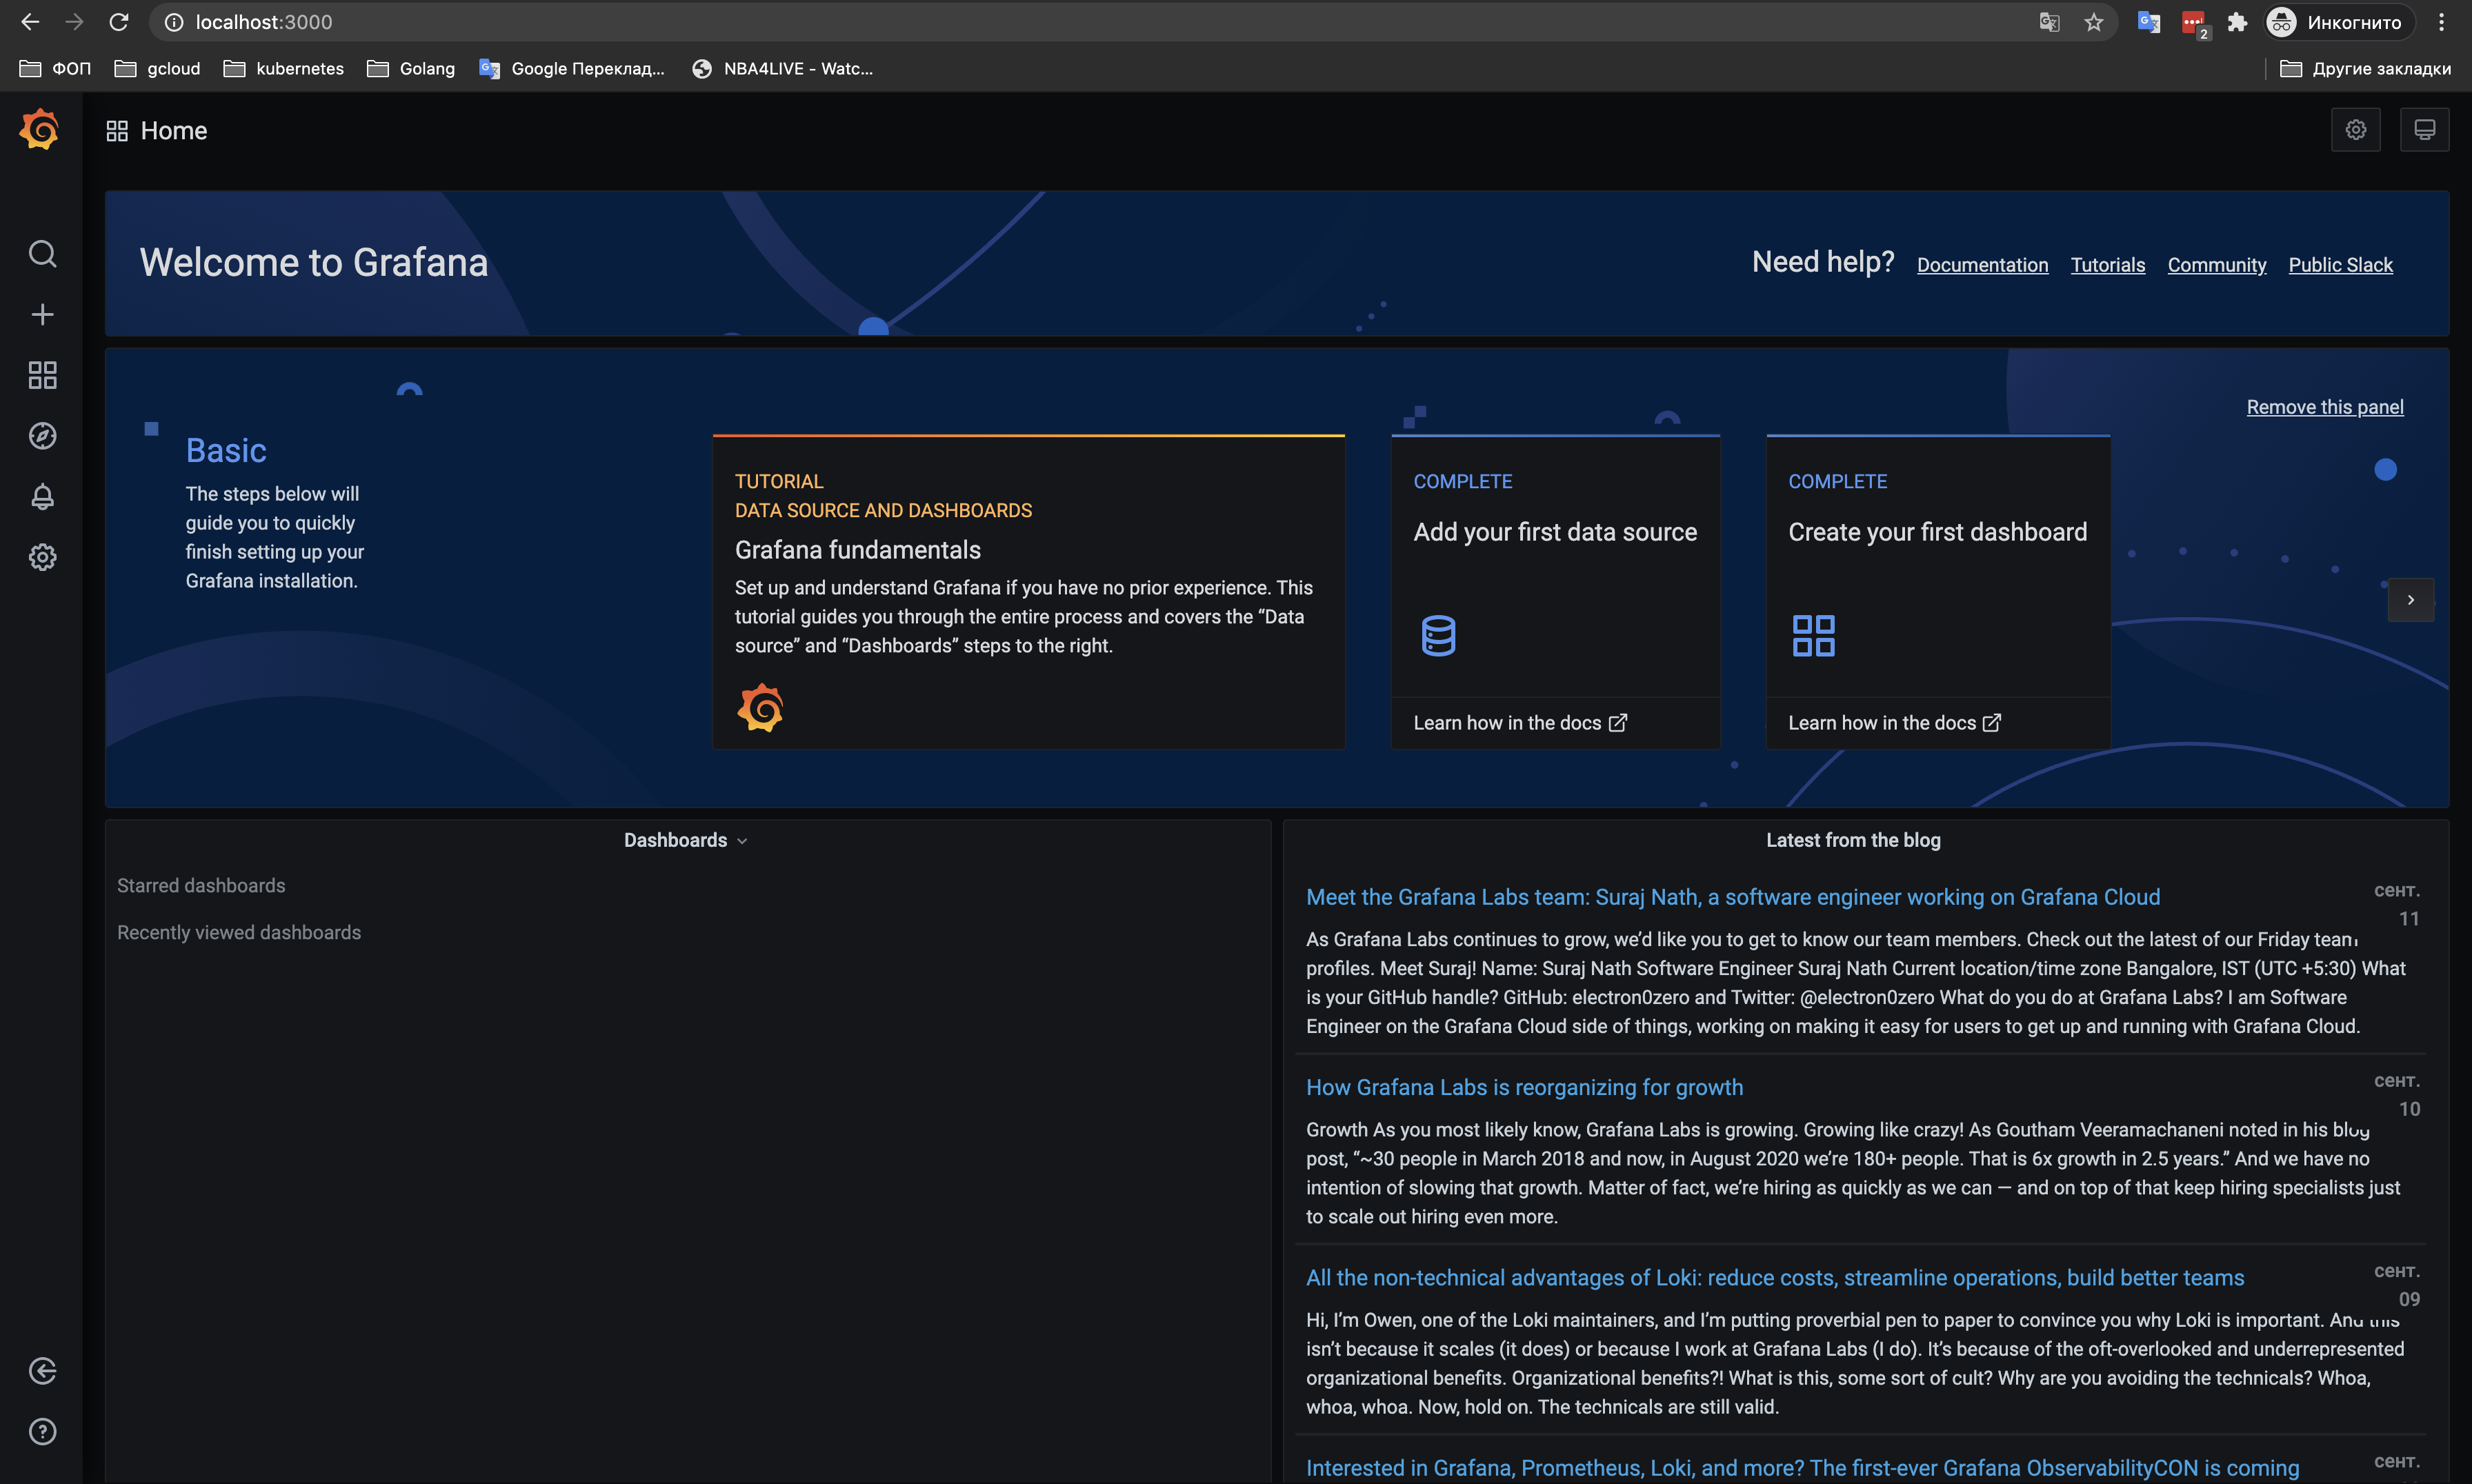 localhost:3000
2
Инкогнито
ФОП
gcloud
kubernetes
Golang
Google Переклад...
NBA4LIVE - Watc...
Другие закладки
Home
Welcome to Grafana
Need help? Documentation Tutorials Community Public Slack
Remove this panel
Basic
The steps below will
guide you to quickly
finish setting up your
Grafana installation.
TUTORIAL
DATA SOURCE AND DASHBOARDS
Grafana fundamentals
Set up and understand Grafana if you have no prior experience. This
tutorial guides you through the entire process and covers the “Data
source” and “Dashboards” steps to the right.
COMPLETE
Add your first data source
Learn how in the docs
COMPLETE
Create your first dashboard
Learn how in the docs
Dashboards
Starred dashboards
Recently viewed dashboards
Latest from the blog
Meet the Grafana Labs team: Suraj Nath, a software engineer working on Grafana Cloud
сент.
11
As Grafana Labs continues to grow, we’d like you to get to know our team members. Check out the latest of our Friday team
profiles. Meet Suraj! Name: Suraj Nath Software Engineer Suraj Nath Current location/time zone Bangalore, IST (UTC +5:30) What
is your GitHub handle? GitHub: electron0zero and Twitter: @electron0zero What do you do at Grafana Labs? I am Software
Engineer on the Grafana Cloud side of things, working on making it easy for users to get up and running with Grafana Cloud.
How Grafana Labs is reorganizing for growth
сент.
10
Growth As you most likely know, Grafana Labs is growing. Growing like crazy! As Goutham Veeramachaneni noted in his blog
post, “~30 people in March 2018 and now, in August 2020 we’re 180+ people. That is 6x growth in 2.5 years.” And we have no
intention of slowing that growth. Matter of fact, we’re hiring as quickly as we can — and on top of that keep hiring specialists just
to scale out hiring even more.
All the non-technical advantages of Loki: reduce costs, streamline operations, build better teams
сент.
09
Hi, I’m Owen, one of the Loki maintainers, and I’m putting proverbial pen to paper to convince you why Loki is important. And this
isn’t because it scales (it does) or because I work at Grafana Labs (I do). It’s because of the oft-overlooked and underrepresented
organizational benefits. Organizational benefits?! What is this, some sort of cult? Why are you avoiding the technicals? Whoa,
whoa, whoa. Now, hold on. The technicals are still valid.
Interested in Grafana, Prometheus, Loki, and more? The first-ever Grafana ObservabilityCON is coming
сент.